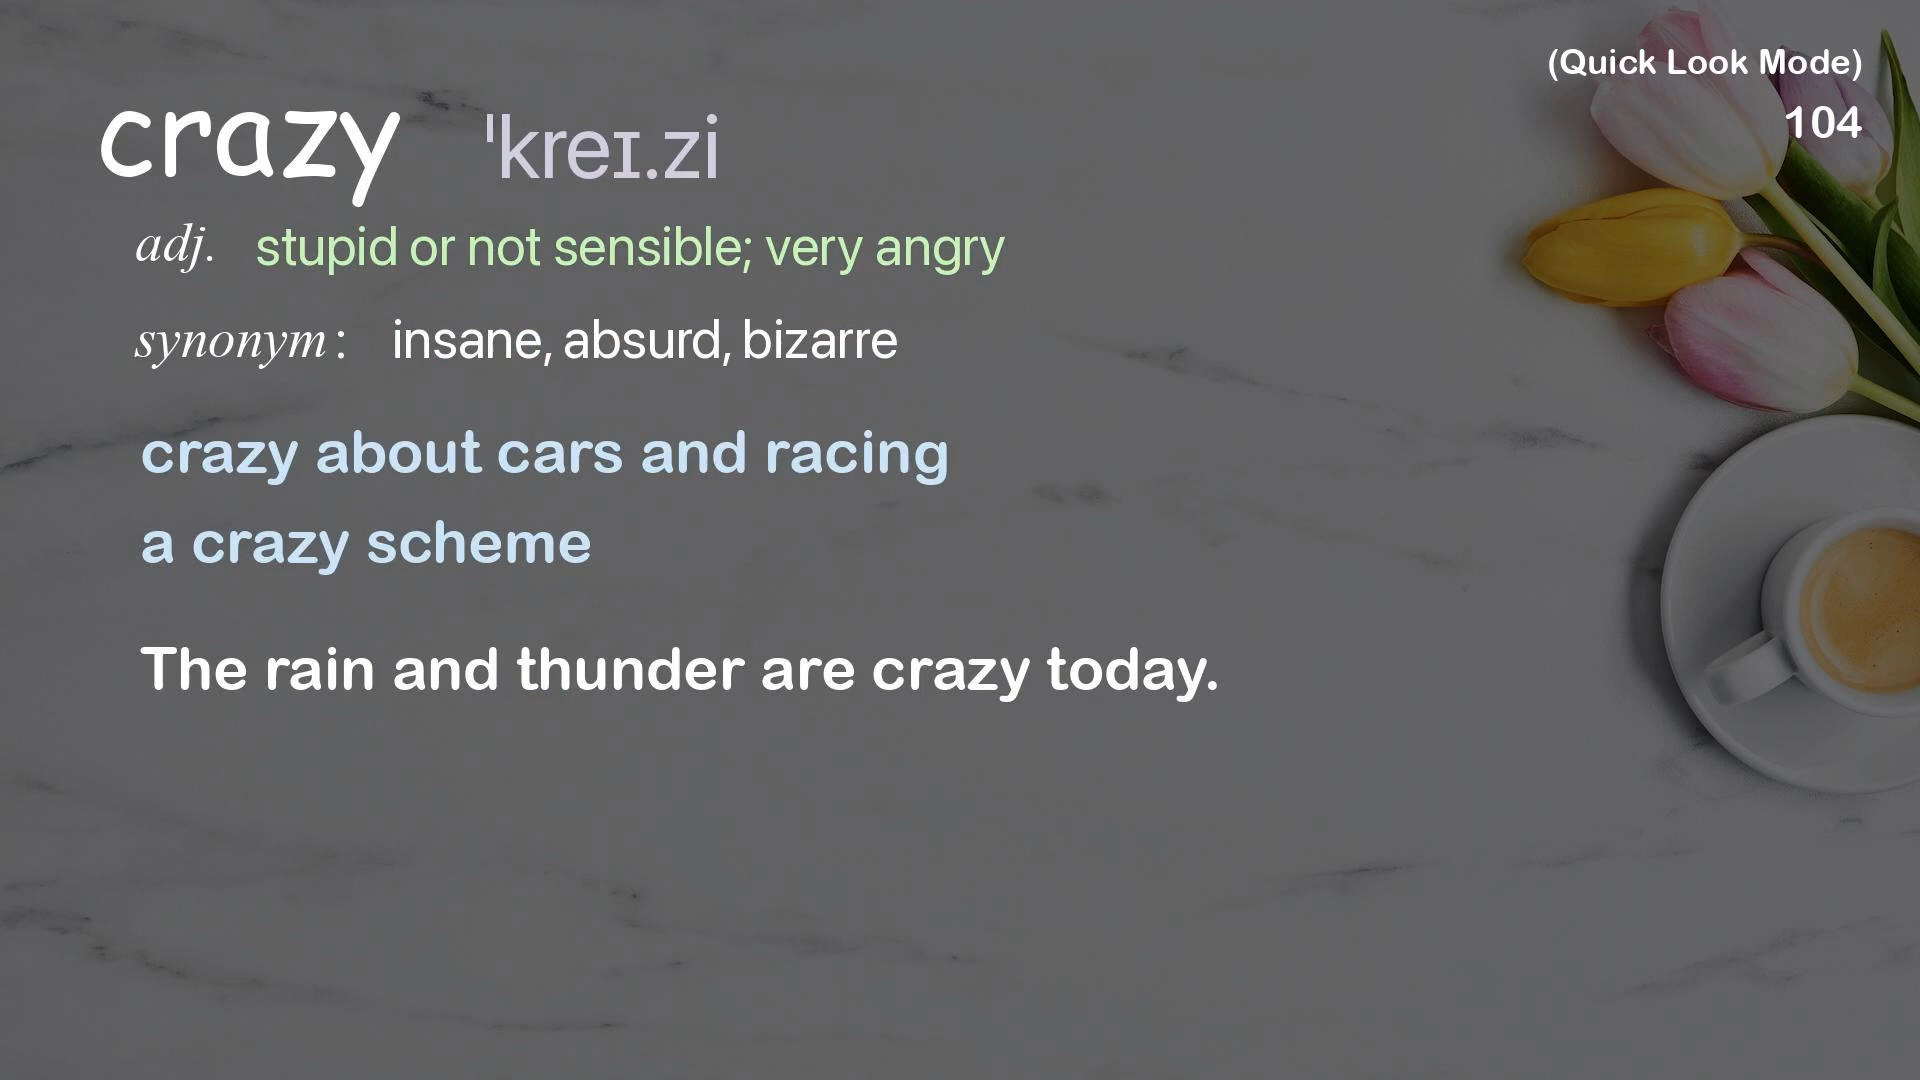 (Quick Look Mode)
104
crazy ˈkreɪ.zi
adj. stupid or not sensible; very angry
synonym: insane, absurd, bizarre
crazy about cars and racing
a crazy scheme
The rain and thunder are crazy today.